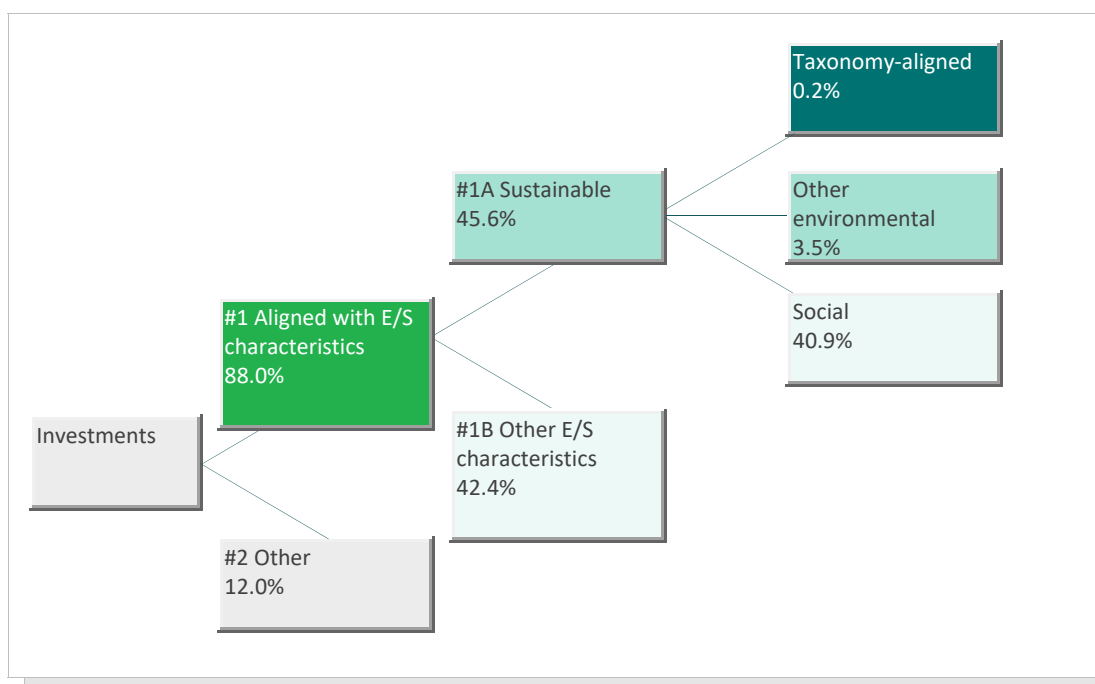 Taxonomy-aligned
0.2%
#1A Sustainable
45.6%
Other
environmental
3.5%
Social
40.9%
#1 Aligned with E/S
characteristics
88.0%
Investments
#1B Other E/S
characteristics
42.4%
#2 Other
12.0%